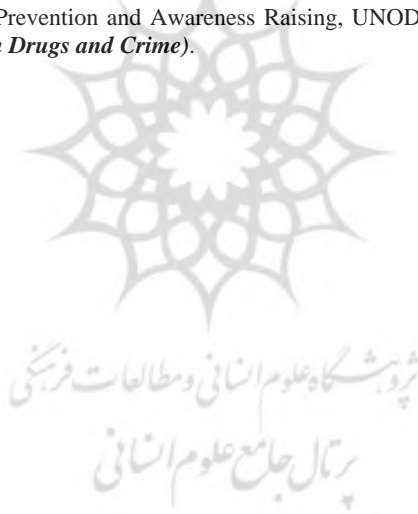 Prevention and Awareness Raising, UNOD
Drugs and Crime).
پژوهشگاه علوم انسانی و مطالعات فرهنگی
پرتال جامع علوم انسانی